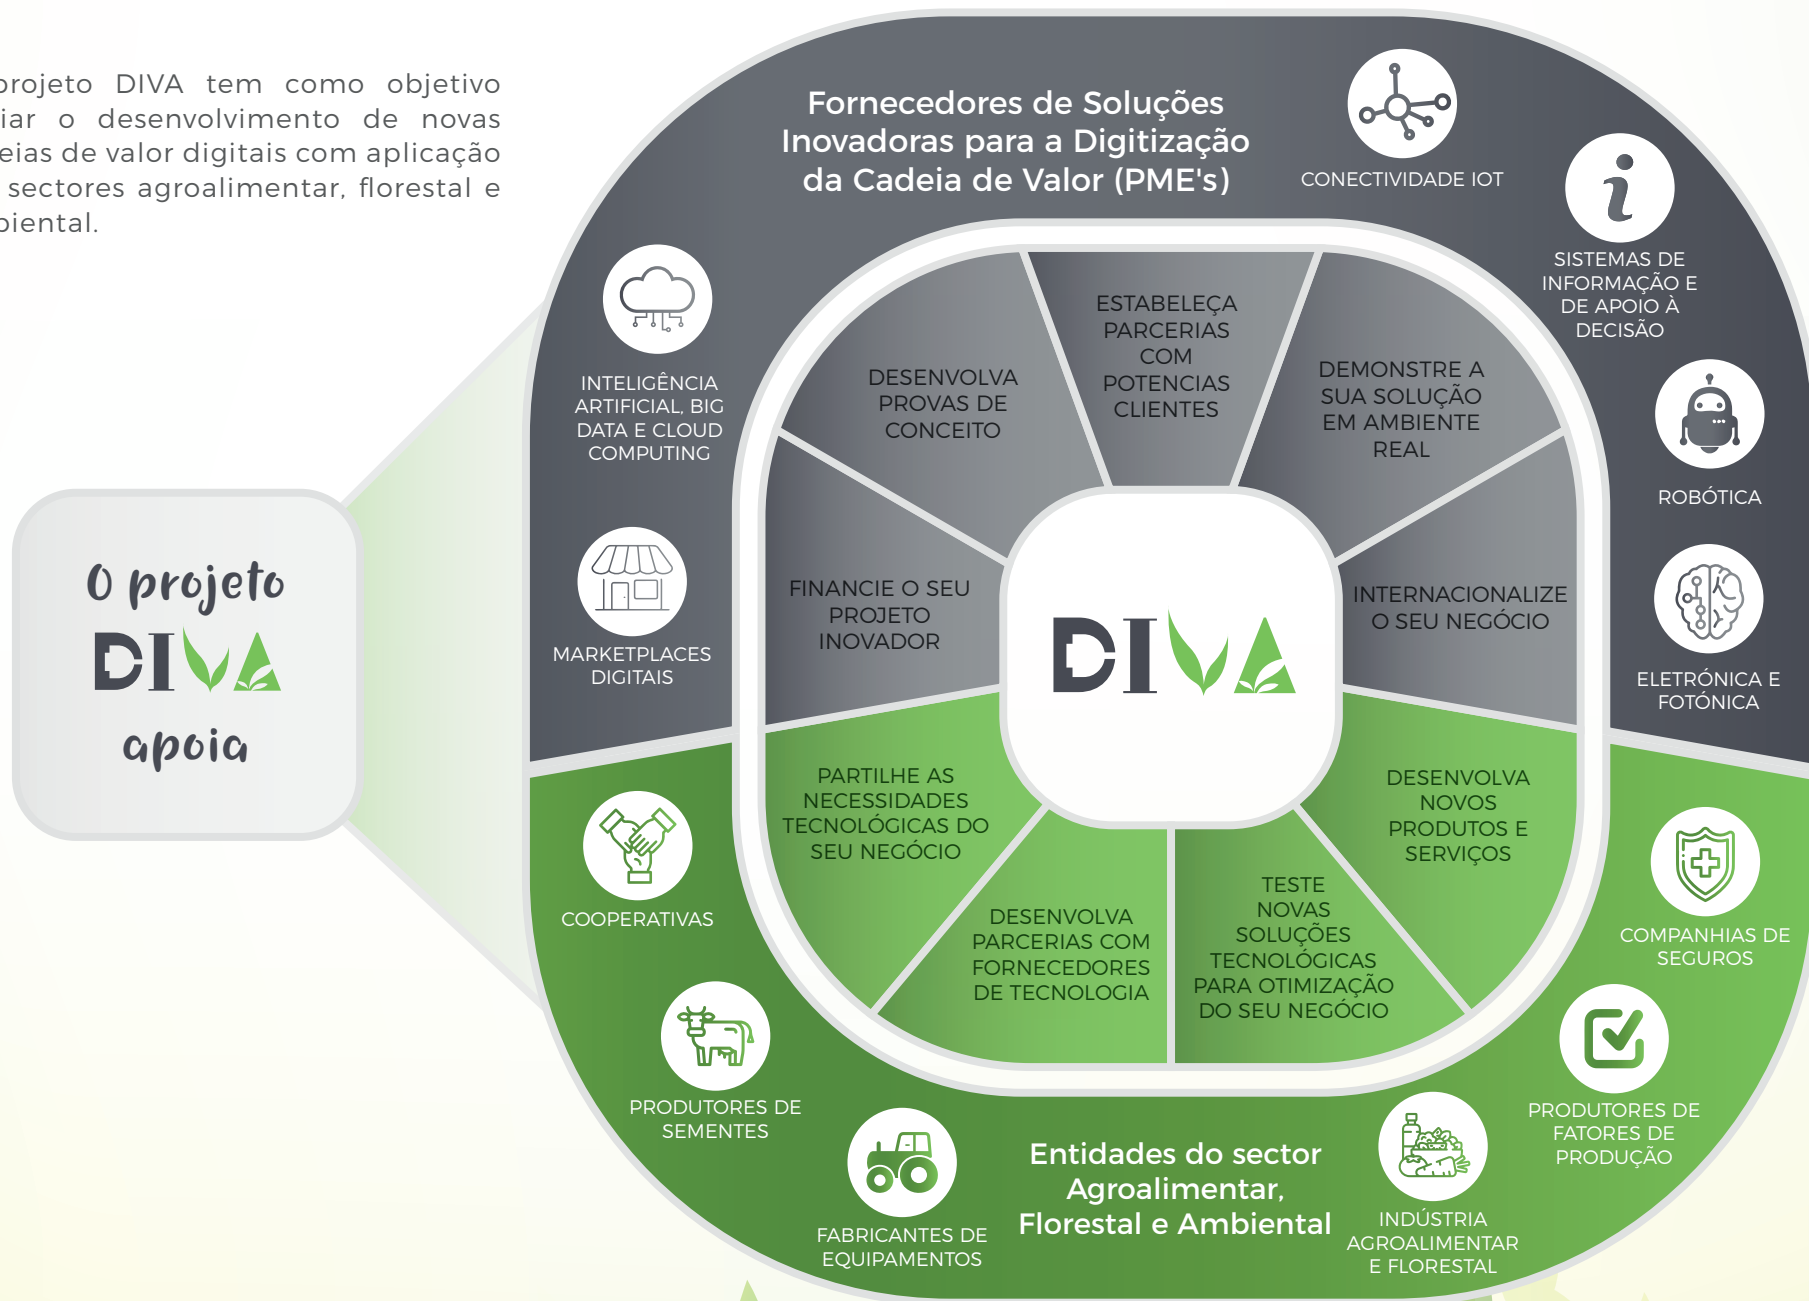 projeto DIVA tem como objetivo
iar o desenvolvimento de novas
eias de valor digitais com aplicação
sectores agroalimentar, florestal e
biental.
O projeto
DIVA
apoia
Fornecedores de Soluções
Inovadoras para a Digitização
da Cadeia de Valor (PME's)
CONECTIVIDADE IOT
SISTEMAS DE
INFORMAÇÃO E
DE APOIO À
DECISÃO
ROBÓTICA
ELETRÓNICA E
FOTÓNICA
INTELIGÊNCIA
ARTIFICIAL, BIG
DATA E CLOUD
COMPUTING
MARKETPLACES
DIGITAIS
ESTABELEÇA
PARCERIAS
COM
POTENCIAS
CLIENTES
DESENVOLVA
PROVAS DE
CONCEITO
DEMONSTRE A
SUA SOLUÇÃO
EM AMBIENTE
REAL
FINANCIE O SEU
PROJETO
INOVADOR
INTERNACIONALIZE
O SEU NEGÓCIO
DIVA
PARTILHE AS
NECESSIDADES
TECNOLÓGICAS DO
SEU NEGÓCIO
DESENVOLVA
PARCERIAS COM
FORNECEDORES
DE TECNOLOGIA
TESTE
NOVAS
SOLUÇÕES
TECNOLÓGICAS
PARA OTIMIZAÇÃO
DO SEU NEGÓCIO
DESENVOLVA
NOVOS
PRODUTOS E
SERVIÇOS
COOPERATIVAS
PRODUTORES DE
SEMENTES
FABRICANTES DE
EQUIPAMENTOS
Entidades do sector
Agroalimentar,
Florestal e Ambiental
INDÚSTRIA
AGROALIMENTAR
E FLORESTAL
PRODUTORES DE
FATORES DE
PRODUÇÃO
COMPANHIAS DE
SEGUROS